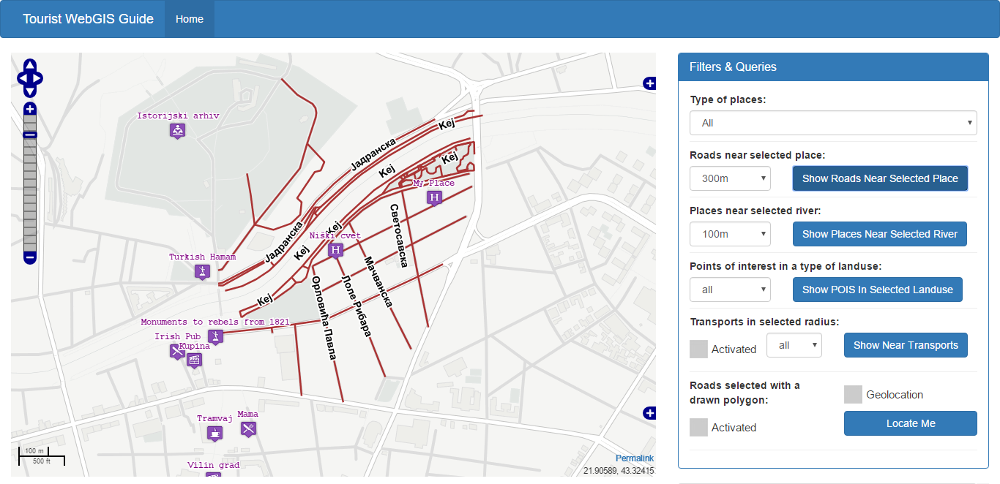 Tourist WebGIS Guide Home
Istorijski arhiv
Јадранска
Кеј
Кеј
Кеј
My Place
H
Светосавска
Кеј
Niški cvet
H
Јадранска
Кеј
Turkish Hamam
Мачванска
Лоле Рибара
Орловића Павла
Кеј
Monuments to rebels from 1821
Irish Pub
Kupina
Tramvaj
Mama
Vilin grad
100 m
500 ft
Permalink
21.90589, 43.32415
Filters & Queries
Type of places:
All
Roads near selected place:
300m Show Roads Near Selected Place
Places near selected river:
100m Show Places Near Selected River
Points of interest in a type of landuse:
all Show POIS In Selected Landuse
Transports in selected radius:
Activated all Show Near Transports
Roads selected with a
drawn polygon:
Geolocation
Activated
Locate Me